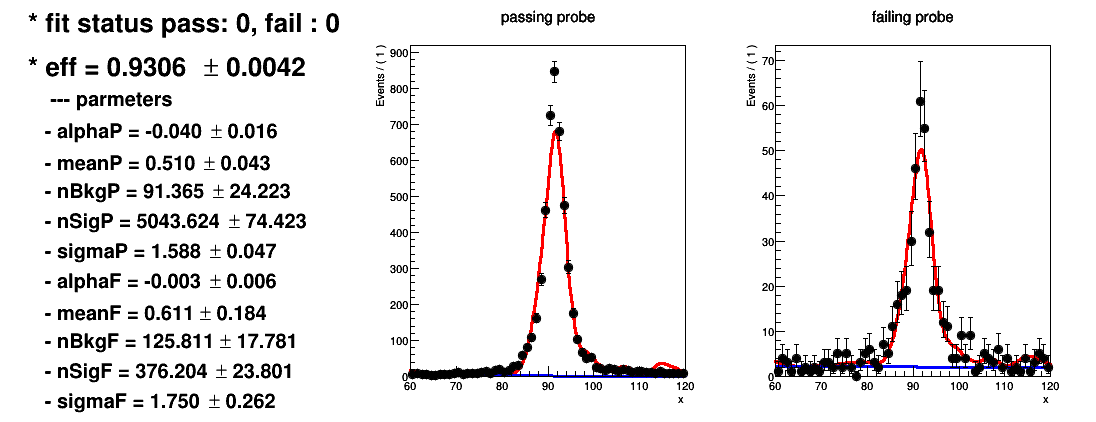 * fit status pass: 0, fail : 0
* eff = 0.9306 ± 0.0042
--- parmeters
- alphaP = -0.040 ± 0.016
- meanP = 0.510 ± 0.043
- nBkgP = 91.365 ± 24.223
- nSigP = 5043.624 ± 74.423
- sigmaP = 1.588 ± 0.047
- alphaF = -0.003 ± 0.006
- meanF = 0.611 ± 0.184
- nBkgF = 125.811 ± 17.781
- nSigF = 376.204 ± 23.801
- sigmaF = 1.750 ± 0.262
passing probe
Events / ( 1 )
900
800
700
600
500
400
300
200
100
0
60 70 80 90 100 110 120
x
failing probe
Events / ( 1 )
70
60
50
40
30
20
10
0
60 70 80 90 100 110 120
x